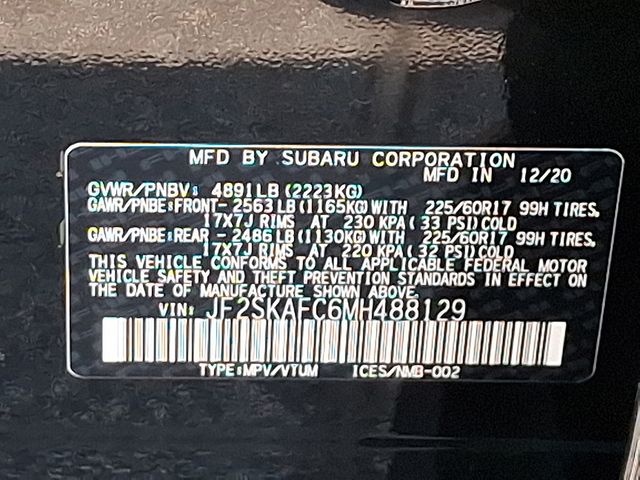 MFD BY SUBARU CORPORATION MFD IN 12/20
GVWR/PNBV: 4891LB (2223KG)
GAWR/PNBE:FRONT-2563LB(1165KG)WITH 225/60R17 99H TIRES,
17X7J RIMS AT 230 KPA( 33 PSI)COLD
GAWR/PNBE:REAR -2486LB(1130KG)WITH 225/60R17 99H TIRES,
17X7J RIMS AT 220 KPA( 32 PSI)COLD
THIS VEHICLE CONFORMS TO ALL APPLICABLE FEDERAL MOTOR
VEHICLE SAFETY AND THEFT PREVENTION STANDARDS IN EFFECT ON
THE DATE OF MANUFACTURE SHOWN ABOVE.
VIN: JF2SKAFC6MH488129
TYPE:MPV/VTUM ICES/NMB-002